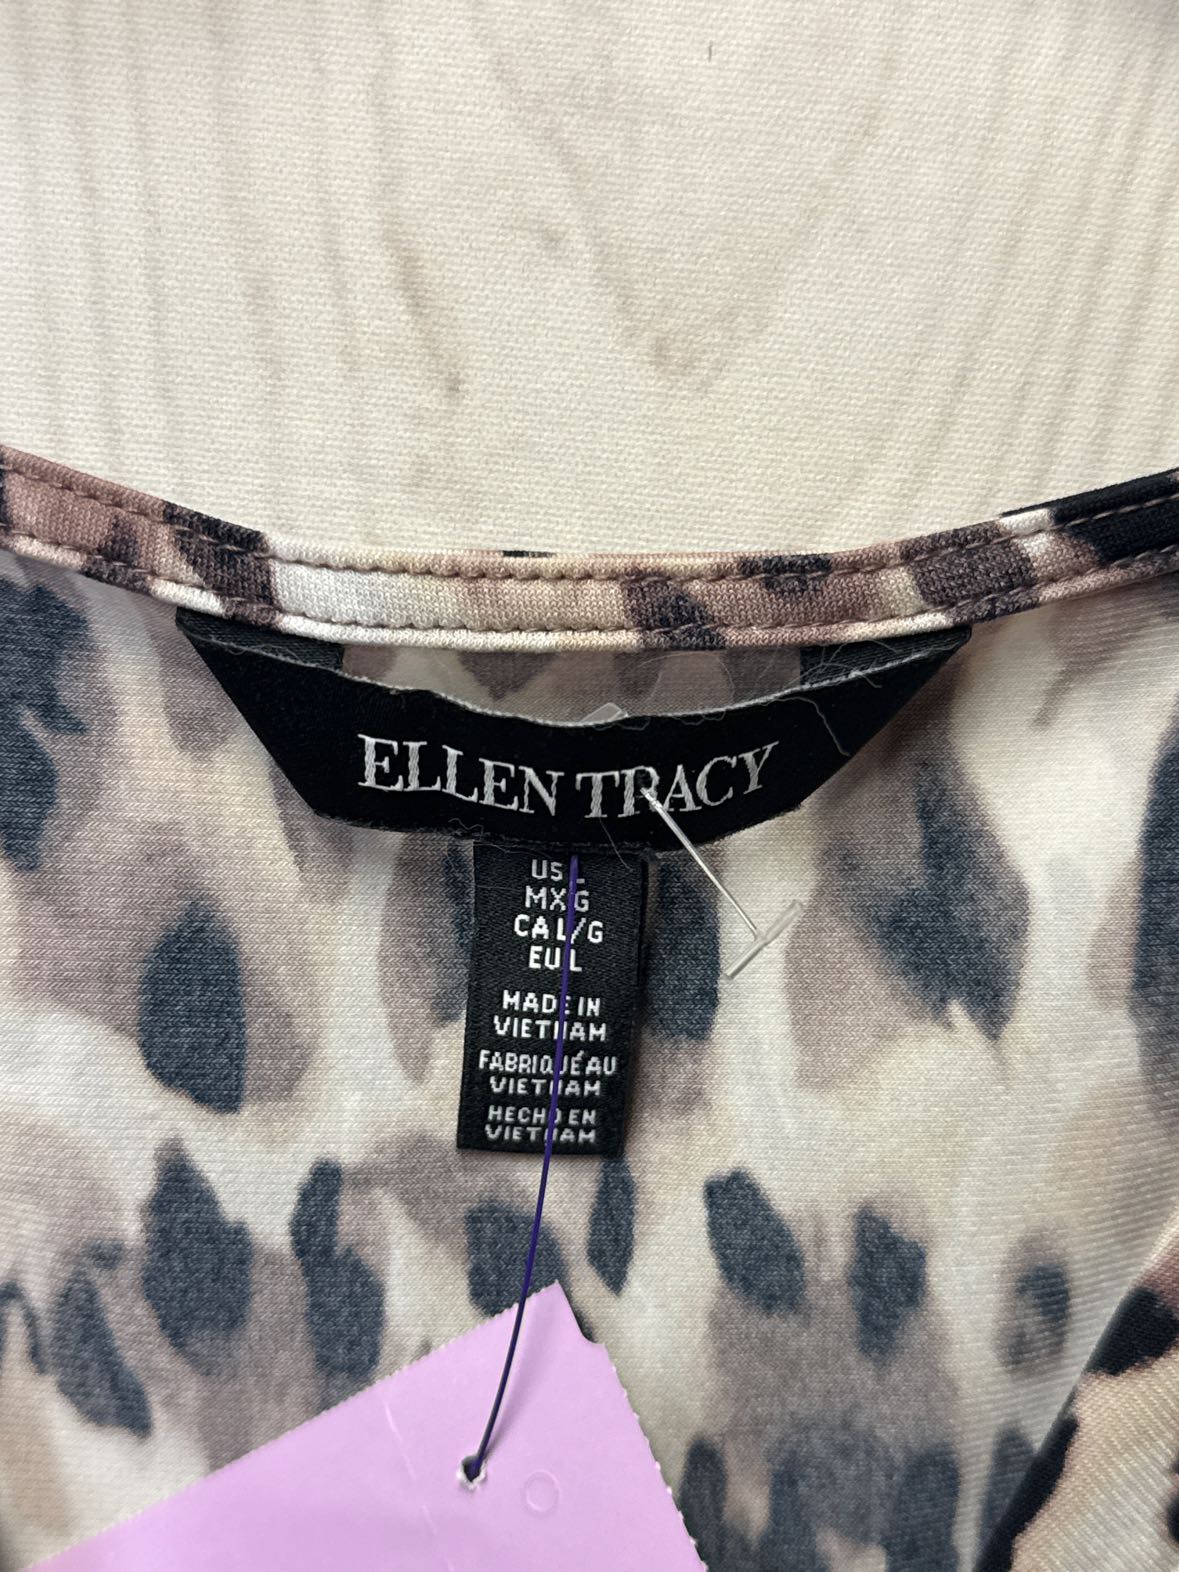 ELLEN TRACY
US L
MX G
CA L/G
EU L
MADE IN
VIETNAM
FABRIQUÉ AU
VIETNAM
HECHO EN
VIETNAM